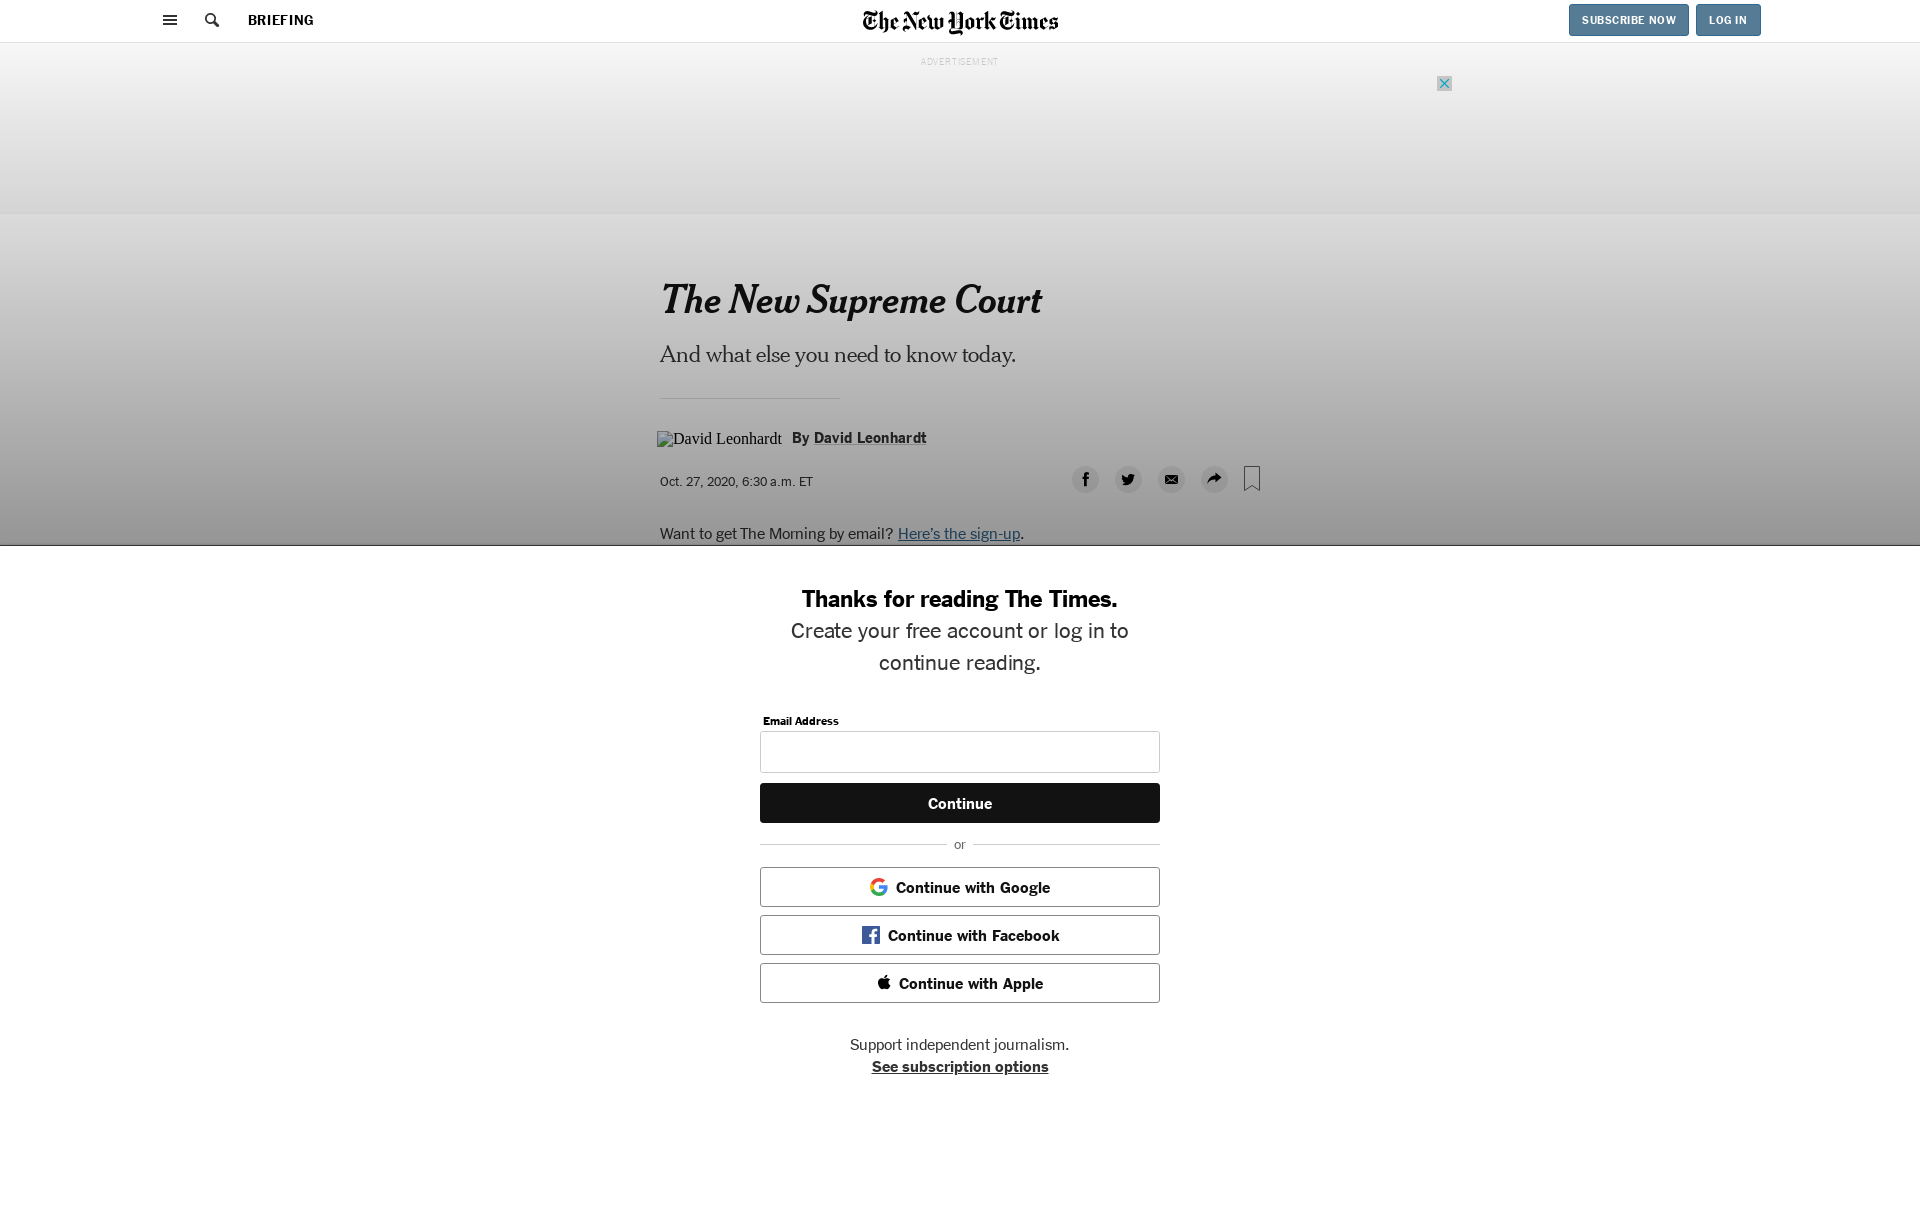 BRIEFING
The New York Times
SUBSCRIBE NOW
LOG IN
ADVERTISEMENT
The New Supreme Court
And what else you need to know today.
David Leonhardt
By David Leonhardt
Oct. 27, 2020, 6:30 a.m. ET
Want to get The Morning by email? Here’s the sign-up.
Thanks for reading The Times.
Create your free account or log in to
continue reading.
Email Address
Continue
or
Continue with Google
Continue with Facebook
Continue with Apple
Support independent journalism.
See subscription options